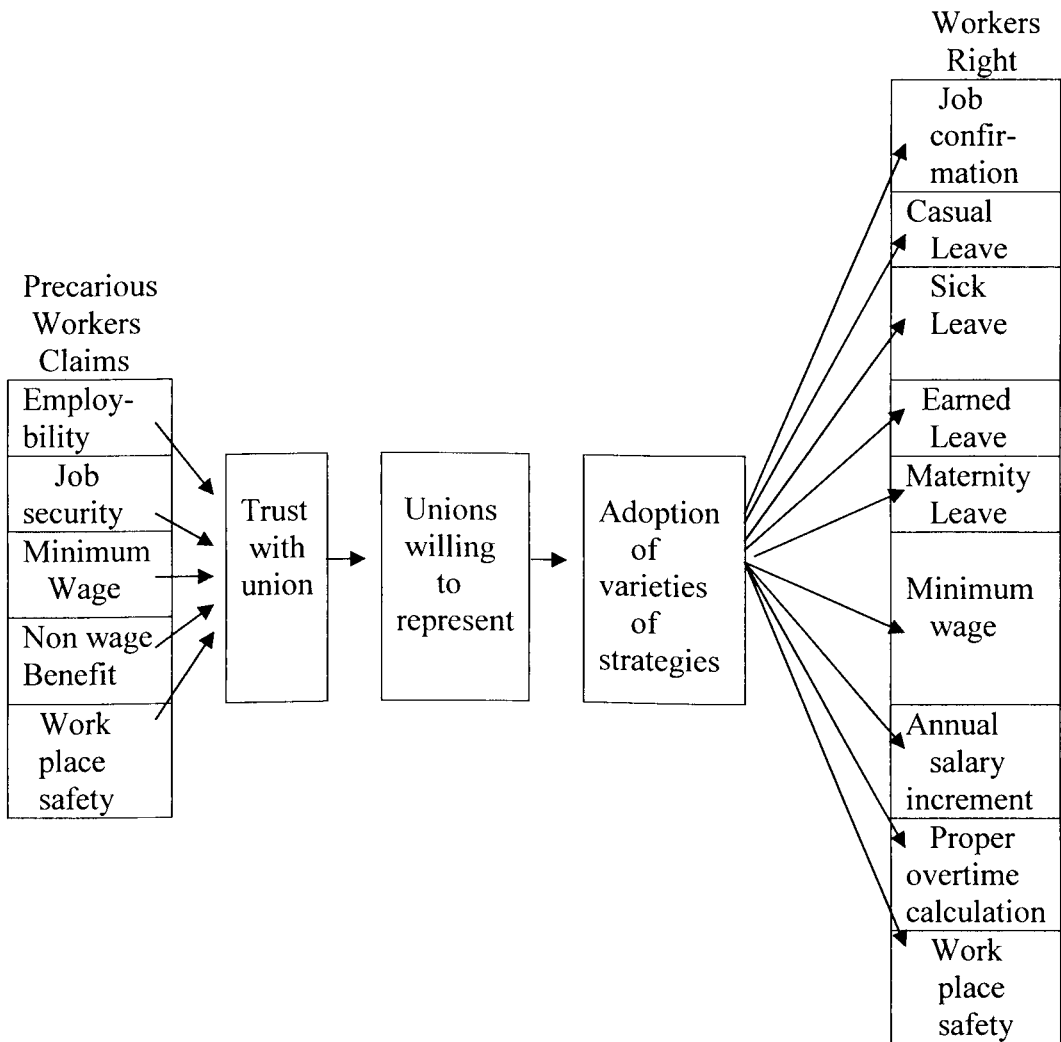 Precarious
Workers
Claims
Employ-
bility
Job
security
Minimum
Wage
Non wage
Benefit
Work
place
safety
Trust
with
union
Unions
willing
to
represent
Adoption
of
varieties
of
strategies
Workers
Right
Job
confir-
mation
Casual
Leave
Sick
Leave
Earned
Leave
Maternity
Leave
Minimum
wage
Annual
salary
increment
Proper
overtime
calculation
Work
place
safety